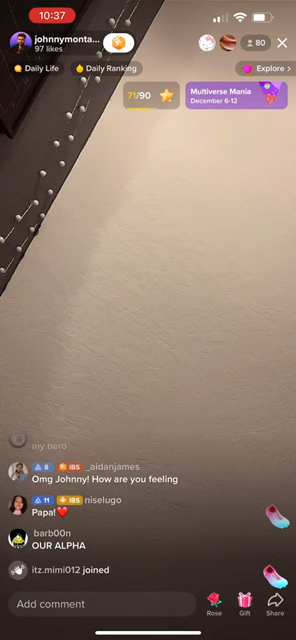 10:37
johnnymonta...
97 likes
80
Daily Life
Daily Ranking
Explore >
71/90
Multiverse Mania
December 6-12
my hero
8 IBS _aidanjames
Omg Johnny! How are you feeling
11 IBS niselugo
Papa!❤️
barb00n
OUR ALPHA
itz.mimi012 joined
Add comment
Rose
Gift
Share